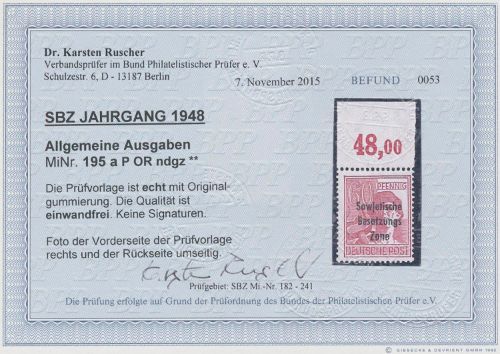 Dr. Karsten Ruscher
Verbandsprüfer im Bund Philatelistischer Prüfer e. V.
Schulzestr. 6, D - 13187 Berlin
7. November 2015
BEFUND 0053
SBZ JAHRGANG 1948
Allgemeine Ausgaben
MiNr. 195 a P OR ndgz **
Die Prüfvorlage ist echt mit Original-
gummierung. Die Qualität ist
einwandfrei. Keine Signaturen.
Foto der Vorderseite der Prüfvorlage
rechts und der Rückseite umseitig.
48,00
PFENNIG
Sowjetische
Besatzungs
Zone
DEUTSCHE POST
Prüfgebiet: SBZ Mi.-Nr. 182 - 241
Die Prüfung erfolgte auf Grund der Prüfordnung des Bundes der Philatelistischen Prüfer e. V.
GIESECKE & DEVRIENT GMBH